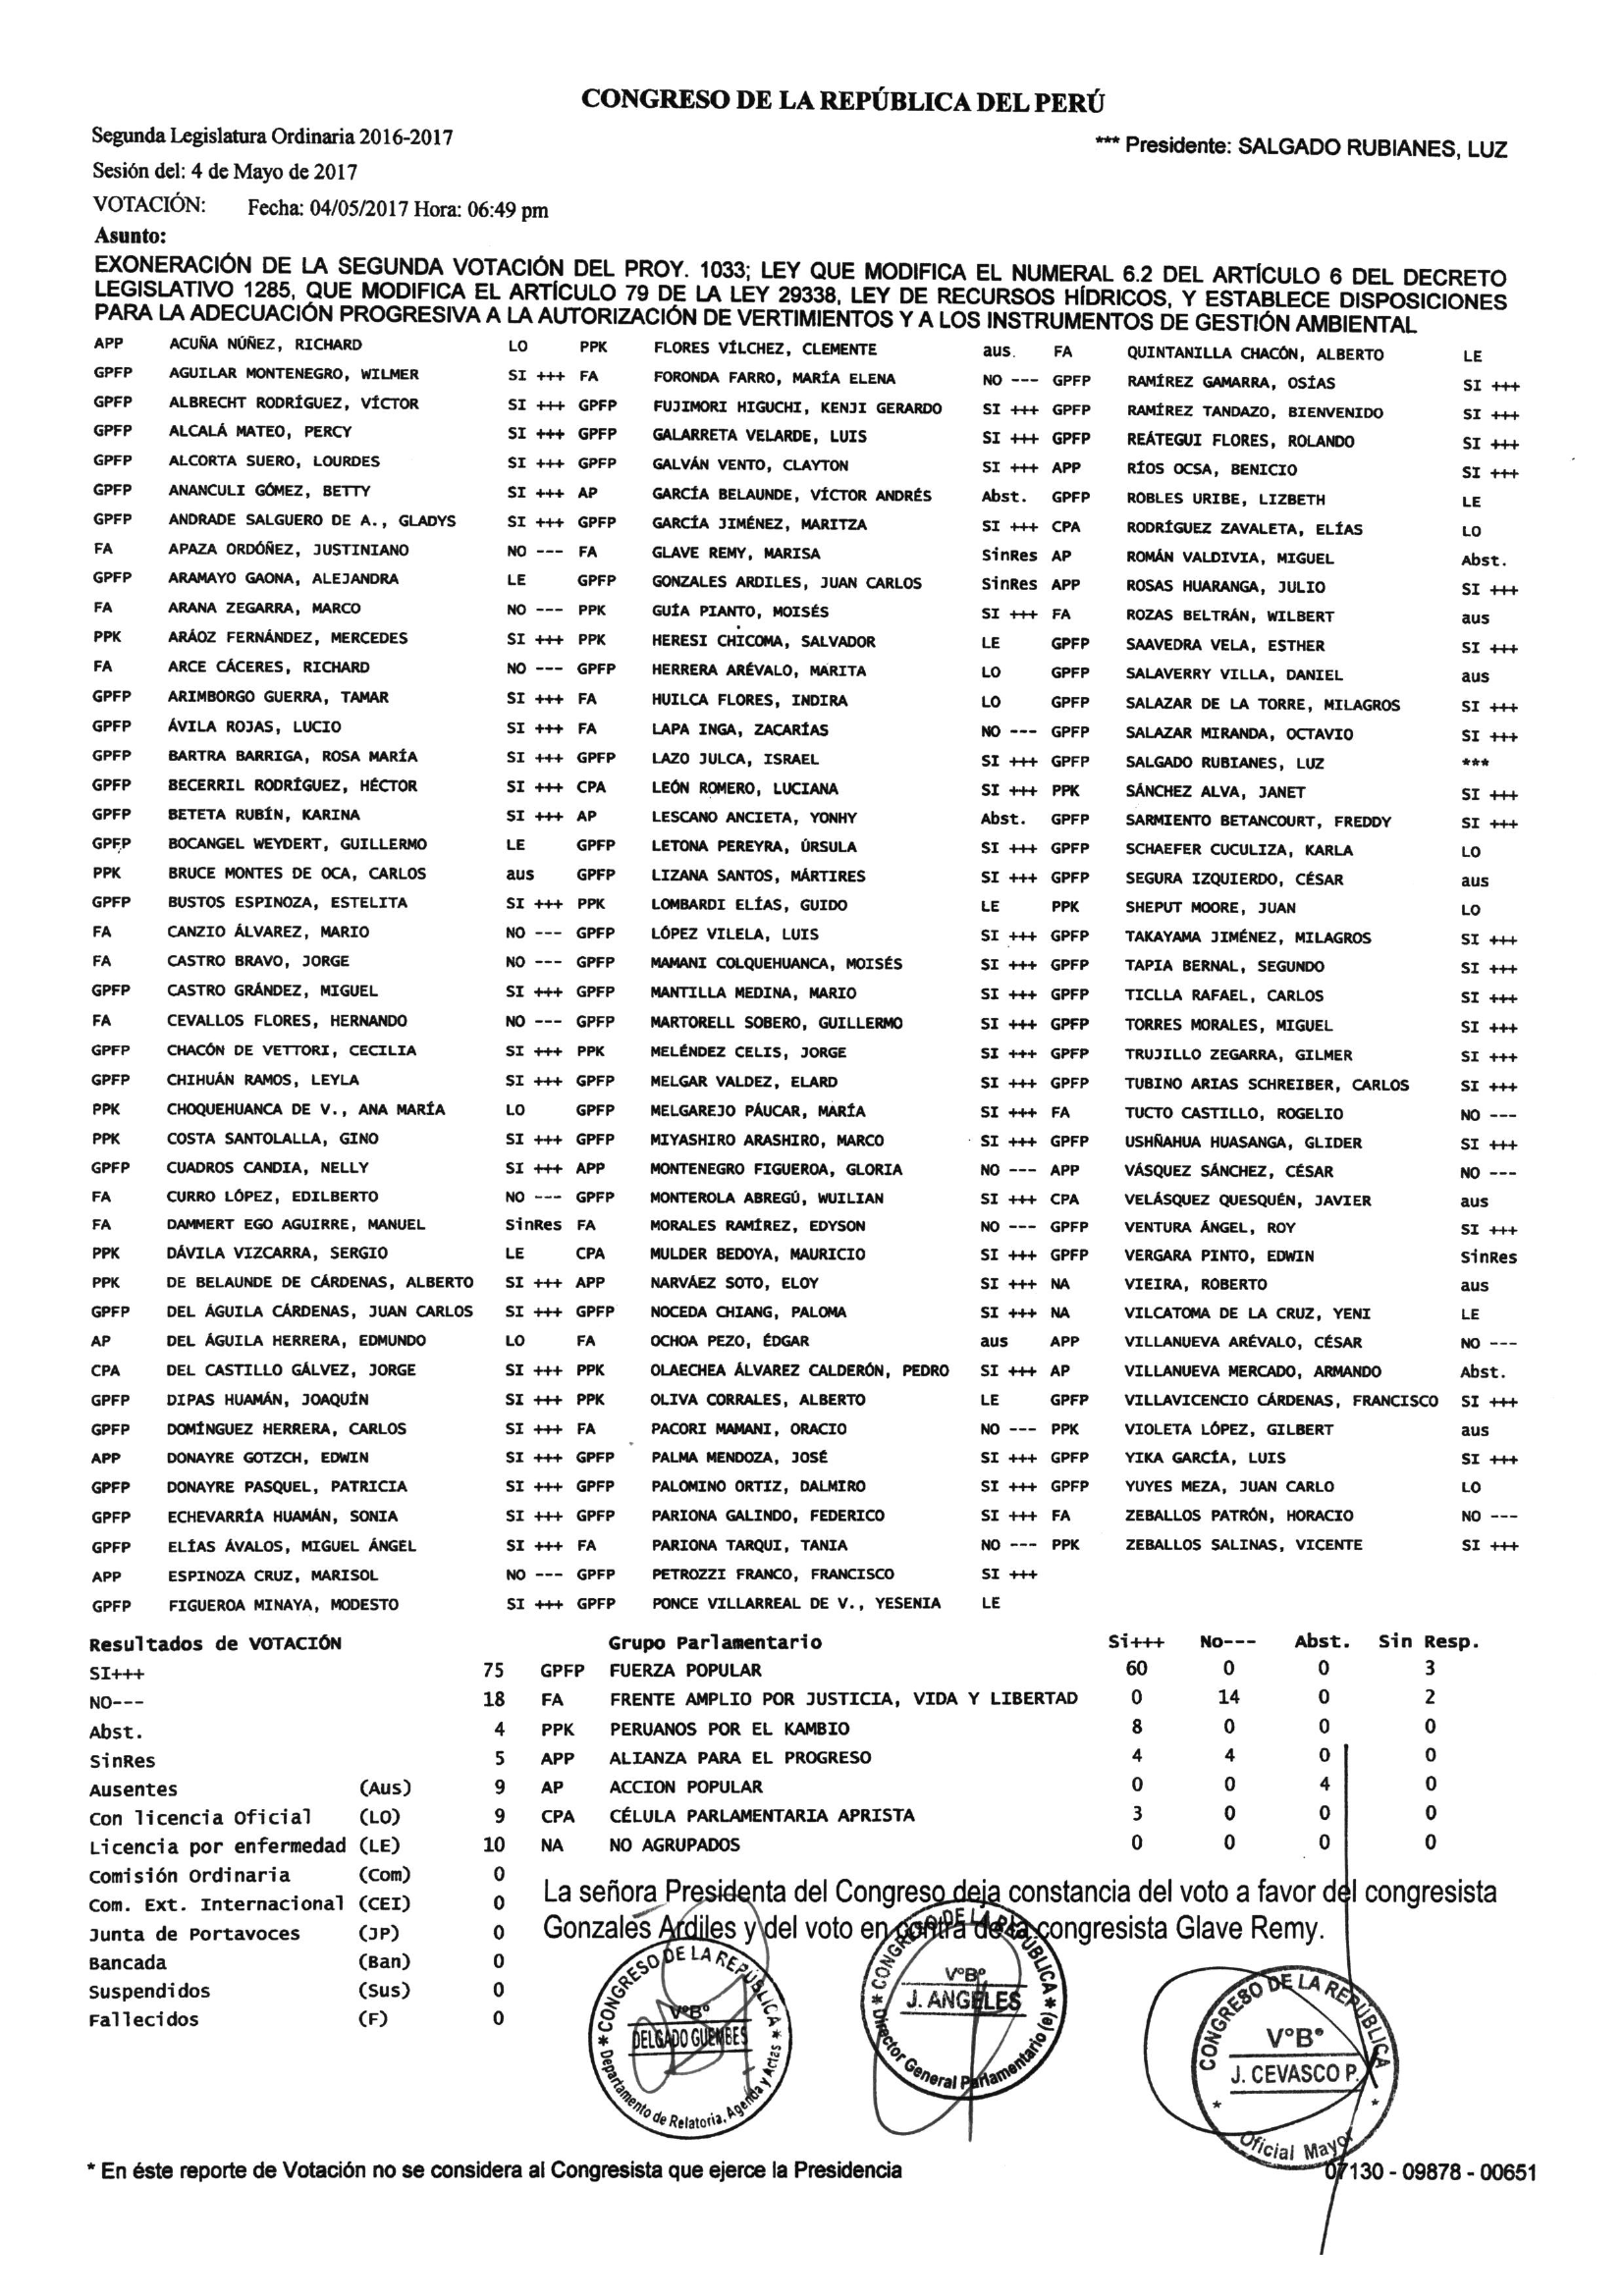 CONGRESO DE LA REPÚBLICA DEL PERÚ
Segunda Legislatura Ordinaria 2016-2017 *** Presidente: SALGADO RUBIANES, LUZ
Sesión del: 4 de Mayo de 2017
VOTACIÓN: Fecha: 04/05/2017 Hora: 06:49 pm
Asunto:
EXONERACIÓN DE LA SEGUNDA VOTACIÓN DEL PROY. 1033; LEY QUE MODIFICA EL NUMERAL 6.2 DEL ARTÍCULO 6 DEL DECRETO
LEGISLATIVO 1285, QUE MODIFICA EL ARTÍCULO 79 DE LA LEY 29338, LEY DE RECURSOS HÍDRICOS, Y ESTABLECE DISPOSICIONES
PARA LA ADECUACIÓN PROGRESIVA A LA AUTORIZACIÓN DE VERTIMIENTOS Y A LOS INSTRUMENTOS DE GESTIÓN AMBIENTAL
APP ACUÑA NÚÑEZ, RICHARD LO PPK FLORES VÍLCHEZ, CLEMENTE aus. FA QUINTANILLA CHACÓN, ALBERTO LE
GPFP AGUILAR MONTENEGRO, WILMER SI +++ FA FORONDA FARRO, MARÍA ELENA NO --- GPFP RAMÍREZ GAMARRA, OSÍAS SI +++
GPFP ALBRECHT RODRÍGUEZ, VÍCTOR SI +++ GPFP FUJIMORI HIGUCHI, KENJI GERARDO SI +++ GPFP RAMÍREZ TANDAZO, BIENVENIDO SI +++
GPFP ALCALÁ MATEO, PERCY SI +++ GPFP GALARRETA VELARDE, LUIS SI +++ GPFP REÁTEGUI FLORES, ROLANDO SI +++
GPFP ALCORTA SUERO, LOURDES SI +++ GPFP GALVÁN VENTO, CLAYTON SI +++ APP RÍOS OCSA, BENICIO SI +++
GPFP ANANCULI GÓMEZ, BETTY SI +++ AP GARCÍA BELAUNDE, VÍCTOR ANDRÉS Abst. GPFP ROBLES URIBE, LIZBETH LE
GPFP ANDRADE SALGUERO DE A., GLADYS SI +++ GPFP GARCÍA JIMÉNEZ, MARITZA SI +++ CPA RODRÍGUEZ ZAVALETA, ELÍAS LO
FA APAZA ORDÓÑEZ, JUSTINIANO NO --- FA GLAVE REMY, MARISA SinRes AP ROMÁN VALDIVIA, MIGUEL Abst.
GPFP ARAMAYO GAONA, ALEJANDRA LE GPFP GONZALES ARDILES, JUAN CARLOS SinRes APP ROSAS HUARANGA, JULIO SI +++
FA ARANA ZEGARRA, MARCO NO --- PPK GUÍA PIANTO, MOISÉS SI +++ FA ROZAS BELTRÁN, WILBERT aus
PPK ARÁOZ FERNÁNDEZ, MERCEDES SI +++ PPK HERESI CHICOMA, SALVADOR LE GPFP SAAVEDRA VELA, ESTHER SI +++
FA ARCE CÁCERES, RICHARD NO --- GPFP HERRERA ARÉVALO, MARITA LO GPFP SALAVERRY VILLA, DANIEL aus
GPFP ARIMBORGO GUERRA, TAMAR SI +++ FA HUILCA FLORES, INDIRA LO GPFP SALAZAR DE LA TORRE, MILAGROS SI +++
GPFP ÁVILA ROJAS, LUCIO SI +++ FA LAPA INGA, ZACARÍAS NO --- GPFP SALAZAR MIRANDA, OCTAVIO SI +++
GPFP BARTRA BARRIGA, ROSA MARÍA SI +++ GPFP LAZO JULCA, ISRAEL SI +++ GPFP SALGADO RUBIANES, LUZ ***
GPFP BECERRIL RODRÍGUEZ, HÉCTOR SI +++ CPA LEÓN ROMERO, LUCIANA SI +++ PPK SÁNCHEZ ALVA, JANET SI +++
GPFP BETETA RUBÍN, KARINA SI +++ AP LESCANO ANCIETA, YONHY Abst. GPFP SARMIENTO BETANCOURT, FREDDY SI +++
GPFP BOCANGEL WEYDERT, GUILLERMO LE GPFP LETONA PEREYRA, ÚRSULA SI +++ GPFP SCHAEFER CUCULIZA, KARLA LO
PPK BRUCE MONTES DE OCA, CARLOS aus GPFP LIZANA SANTOS, MÁRTIRES SI +++ GPFP SEGURA IZQUIERDO, CÉSAR aus
GPFP BUSTOS ESPINOZA, ESTELITA SI +++ PPK LOMBARDI ELÍAS, GUIDO LE PPK SHEPUT MOORE, JUAN LO
FA CANZIO ÁLVAREZ, MARIO NO --- GPFP LÓPEZ VILELA, LUIS SI +++ GPFP TAKAYAMA JIMÉNEZ, MILAGROS SI +++
FA CASTRO BRAVO, JORGE NO --- GPFP MAMANI COLQUEHUANCA, MOISÉS SI +++ GPFP TAPIA BERNAL, SEGUNDO SI +++
GPFP CASTRO GRÁNDEZ, MIGUEL SI +++ GPFP MANTILLA MEDINA, MARIO SI +++ GPFP TICLLA RAFAEL, CARLOS SI +++
FA CEVALLOS FLORES, HERNANDO NO --- GPFP MARTORELL SOBERO, GUILLERMO SI +++ GPFP TORRES MORALES, MIGUEL SI +++
GPFP CHACÓN DE VETTORI, CECILIA SI +++ PPK MELÉNDEZ CELIS, JORGE SI +++ GPFP TRUJILLO ZEGARRA, GILMER SI +++
GPFP CHIHUÁN RAMOS, LEYLA SI +++ GPFP MELGAR VALDEZ, ELARD SI +++ GPFP TUBINO ARIAS SCHREIBER, CARLOS SI +++
PPK CHOQUEHUANCA DE V., ANA MARÍA LO GPFP MELGAREJO PÁUCAR, MARÍA SI +++ FA TUCTO CASTILLO, ROGELIO NO ---
PPK COSTA SANTOLALLA, GINO SI +++ GPFP MIYASHIRO ARASHIRO, MARCO SI +++ GPFP USHÑAHUA HUASANGA, GLIDER SI +++
GPFP CUADROS CANDIA, NELLY SI +++ APP MONTENEGRO FIGUEROA, GLORIA NO --- APP VÁSQUEZ SÁNCHEZ, CÉSAR NO ---
FA CURRO LÓPEZ, EDILBERTO NO --- GPFP MONTEROLA ABREGÚ, WUILIAN SI +++ CPA VELÁSQUEZ QUESQUÉN, JAVIER aus
FA DAMMERT EGO AGUIRRE, MANUEL SinRes FA MORALES RAMÍREZ, EDYSON NO --- GPFP VENTURA ÁNGEL, ROY SI +++
PPK DÁVILA VIZCARRA, SERGIO LE CPA MULDER BEDOYA, MAURICIO SI +++ GPFP VERGARA PINTO, EDWIN SinRes
PPK DE BELAUNDE DE CÁRDENAS, ALBERTO SI +++ APP NARVÁEZ SOTO, ELOY SI +++ NA VIEIRA, ROBERTO aus
GPFP DEL ÁGUILA CÁRDENAS, JUAN CARLOS SI +++ GPFP NOCEDA CHIANG, PALOMA SI +++ NA VILCATOMA DE LA CRUZ, YENI LE
AP DEL ÁGUILA HERRERA, EDMUNDO LO FA OCHOA PEZO, ÉDGAR aus APP VILLANUEVA ARÉVALO, CÉSAR NO ---
CPA DEL CASTILLO GÁLVEZ, JORGE SI +++ PPK OLAECHEA ÁLVAREZ CALDERÓN, PEDRO SI +++ AP VILLANUEVA MERCADO, ARMANDO Abst.
GPFP DIPAS HUAMÁN, JOAQUÍN SI +++ PPK OLIVA CORRALES, ALBERTO LE GPFP VILLAVICENCIO CÁRDENAS, FRANCISCO SI +++
GPFP DOMÍNGUEZ HERRERA, CARLOS SI +++ FA PACORI MAMANI, ORACIO NO --- PPK VIOLETA LÓPEZ, GILBERT aus
APP DONAYRE GOTZCH, EDWIN SI +++ GPFP PALMA MENDOZA, JOSÉ SI +++ GPFP YIKA GARCÍA, LUIS SI +++
GPFP DONAYRE PASQUEL, PATRICIA SI +++ GPFP PALOMINO ORTIZ, DALMIRO SI +++ GPFP YUYES MEZA, JUAN CARLO LO
GPFP ECHEVARRÍA HUAMÁN, SONIA SI +++ GPFP PARIONA GALINDO, FEDERICO SI +++ FA ZEBALLOS PATRÓN, HORACIO NO ---
GPFP ELÍAS ÁVALOS, MIGUEL ÁNGEL SI +++ FA PARIONA TARQUI, TANIA NO --- PPK ZEBALLOS SALINAS, VICENTE SI +++
APP ESPINOZA CRUZ, MARISOL NO --- GPFP PETROZZI FRANCO, FRANCISCO SI +++
GPFP FIGUEROA MINAYA, MODESTO SI +++ GPFP PONCE VILLARREAL DE V., YESENIA LE
Resultados de VOTACIÓN Grupo Parlamentario Si+++ No--- Abst. Sin Resp.
SI+++ 75 GPFP FUERZA POPULAR 60 0 0 3
NO--- 18 FA FRENTE AMPLIO POR JUSTICIA, VIDA Y LIBERTAD 0 14 0 2
Abst. 4 PPK PERUANOS POR EL KAMBIO 8 0 0 0
SinRes 5 APP ALIANZA PARA EL PROGRESO 4 4 0 0
Ausentes (Aus) 9 AP ACCION POPULAR 0 0 4 0
Con licencia Oficial (LO) 9 CPA CÉLULA PARLAMENTARIA APRISTA 3 0 0 0
Licencia por enfermedad (LE) 10 NA NO AGRUPADOS 0 0 0 0
Comisión Ordinaria (Com) 0
Com. Ext. Internacional (CEI) 0
Junta de Portavoces (JP) 0
Bancada (Ban) 0
Suspendidos (Sus) 0
Fallecidos (F) 0
La señora Presidenta del Congreso deja constancia del voto a favor del congresista
Gonzales Ardiles y del voto en contra de la congresista Glave Remy.
CONGRESO DE LA REPÚBLICA
V°B°
DELGADO GUEMBES
Departamento de Relatoria, Agenda y Actas
CONGRESO DE LA REPÚBLICA
V°B°
J. ANGELES
Director General Parlamentario (e)
CONGRESO DE LA REPÚBLICA
V°B°
J. CEVASCO P.
Oficial Mayor
* En éste reporte de Votación no se considera al Congresista que ejerce la Presidencia 07130 - 09878 - 00651